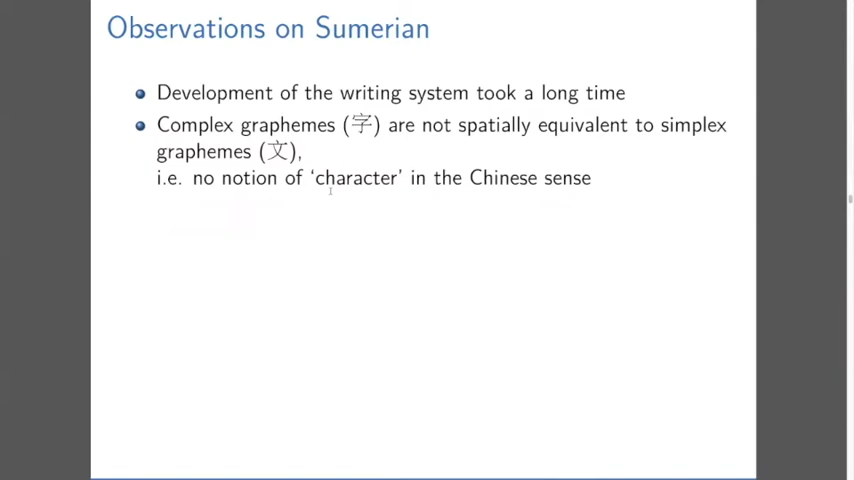 Observations on Sumerian
Development of the writing system took a long time
Complex graphemes (字) are not spatially equivalent to simplex
graphemes (文),
i.e. no notion of ‘character’ in the Chinese sense